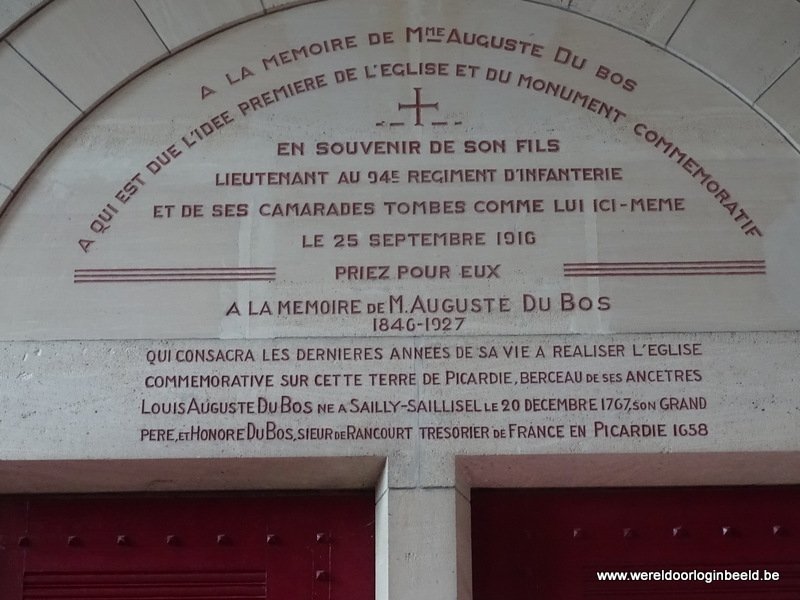 A LA MEMOIRE DE MME AUGUSTE DU BOS
A QUI EST DUE L'IDEE PREMIERE DE L'EGLISE ET DU MONUMENT COMMEMORATIF
EN SOUVENIR DE SON FILS
LIEUTENANT AU 94E REGIMENT D'INFANTERIE
ET DE SES CAMARADES TOMBES COMME LUI ICI-MEME
LE 25 SEPTEMBRE 1916
PRIEZ POUR EUX
A LA MEMOIRE DE M. AUGUSTE DU BOS
1846-1927
QUI CONSACRA LES DERNIERES ANNEES DE SA VIE A REALISER L'EGLISE
COMMEMORATIVE SUR CETTE TERRE DE PICARDIE, BERCEAU DE SES ANCETRES
LOUIS AUGUSTE DU BOS NE A SAILLY-SAILLISEL LE 20 DECEMBRE 1767, SON GRAND
PERE, ET HONORE DU BOS, SIEUR DE RANCOURT TRESORIER DE FRANCE EN PICARDIE 1658
www.wereldoorloginbeeld.be